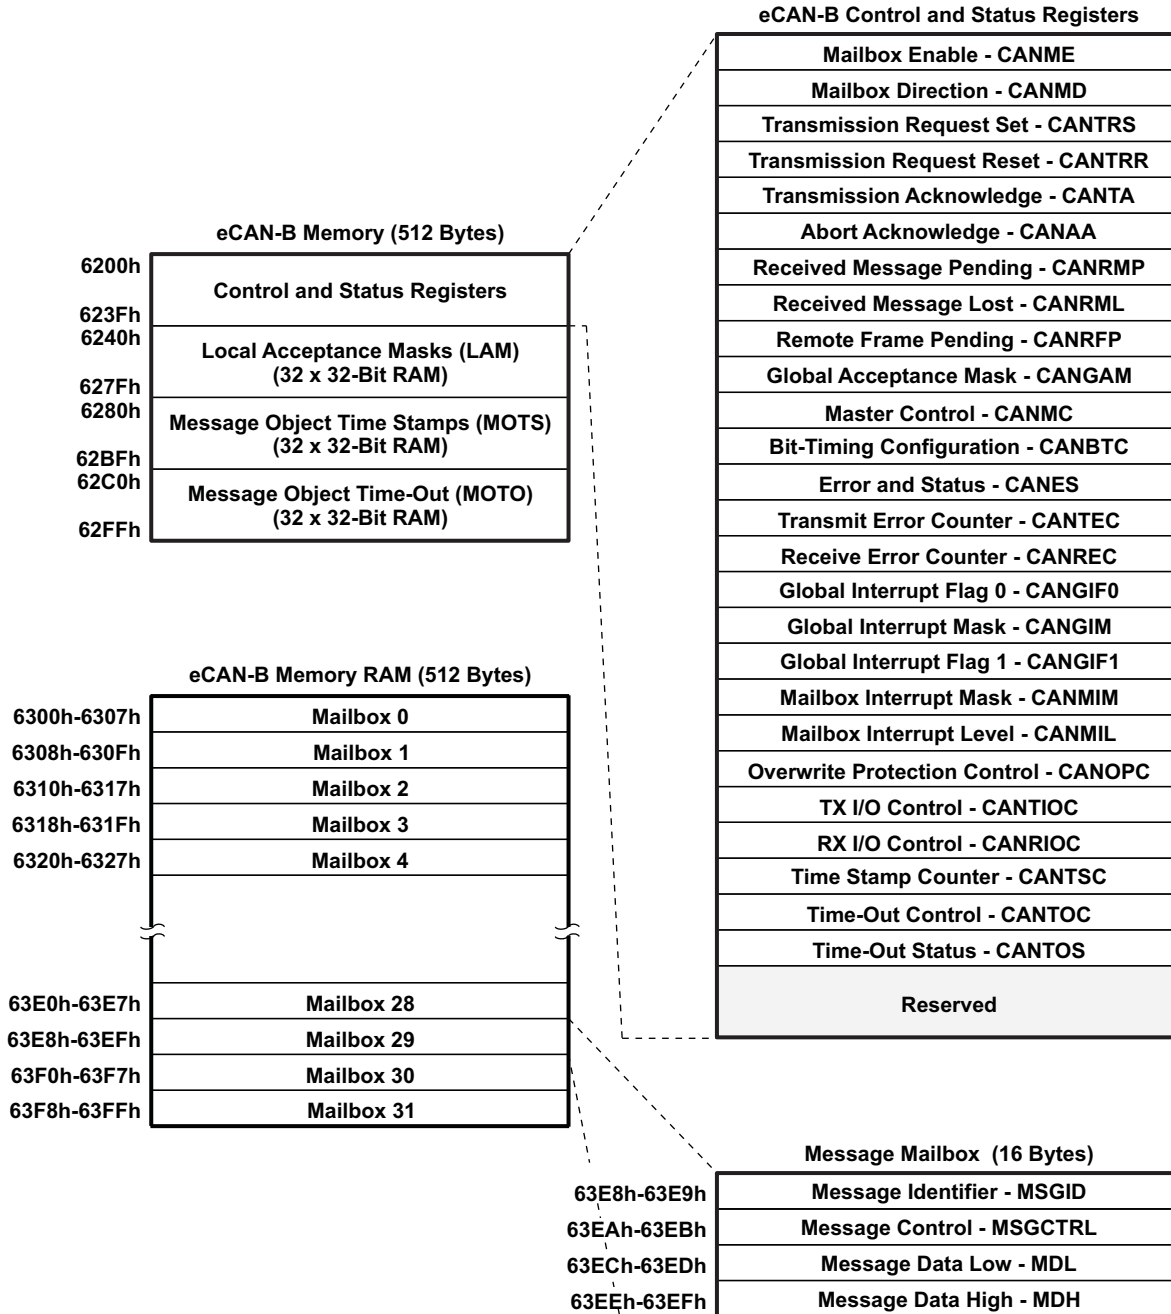 eCAN-B Control and Status Registers
Mailbox Enable - CANME
Mailbox Direction - CANMD
Transmission Request Set - CANTRS
Transmission Request Reset - CANTRR
Transmission Acknowledge - CANTA
Abort Acknowledge - CANAA
Received Message Pending - CANRMP
Received Message Lost - CANRML
Remote Frame Pending - CANRFP
Global Acceptance Mask - CANGAM
Master Control - CANMC
Bit-Timing Configuration - CANBTC
Error and Status - CANES
Transmit Error Counter - CANTEC
Receive Error Counter - CANREC
Global Interrupt Flag 0 - CANGIF0
Global Interrupt Mask - CANGIM
Global Interrupt Flag 1 - CANGIF1
Mailbox Interrupt Mask - CANMIM
Mailbox Interrupt Level - CANMIL
Overwrite Protection Control - CANOPC
TX I/O Control - CANTIOC
RX I/O Control - CANRIOC
Time Stamp Counter - CANTSC
Time-Out Control - CANTOC
Time-Out Status - CANTOS
Reserved
eCAN-B Memory (512 Bytes)
6200h
Control and Status Registers
623Fh
6240h
Local Acceptance Masks (LAM)
(32 x 32-Bit RAM)
627Fh
6280h
Message Object Time Stamps (MOTS)
(32 x 32-Bit RAM)
62BFh
62C0h
Message Object Time-Out (MOTO)
(32 x 32-Bit RAM)
62FFh
eCAN-B Memory RAM (512 Bytes)
6300h-6307h Mailbox 0
6308h-630Fh Mailbox 1
6310h-6317h Mailbox 2
6318h-631Fh Mailbox 3
6320h-6327h Mailbox 4
63E0h-63E7h Mailbox 28
63E8h-63EFh Mailbox 29
63F0h-63F7h Mailbox 30
63F8h-63FFh Mailbox 31
Message Mailbox (16 Bytes)
63E8h-63E9h Message Identifier - MSGID
63EAh-63EBh Message Control - MSGCTRL
63ECh-63EDh Message Data Low - MDL
63EEh-63EFh Message Data High - MDH